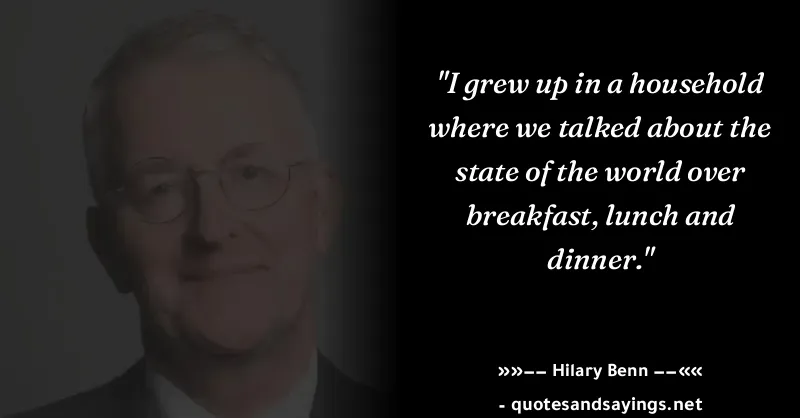 "I grew up in a household
where we talked about the
state of the world over
breakfast, lunch and
dinner."
»»−− Hilary Benn −−««
- quotesandsayings.net